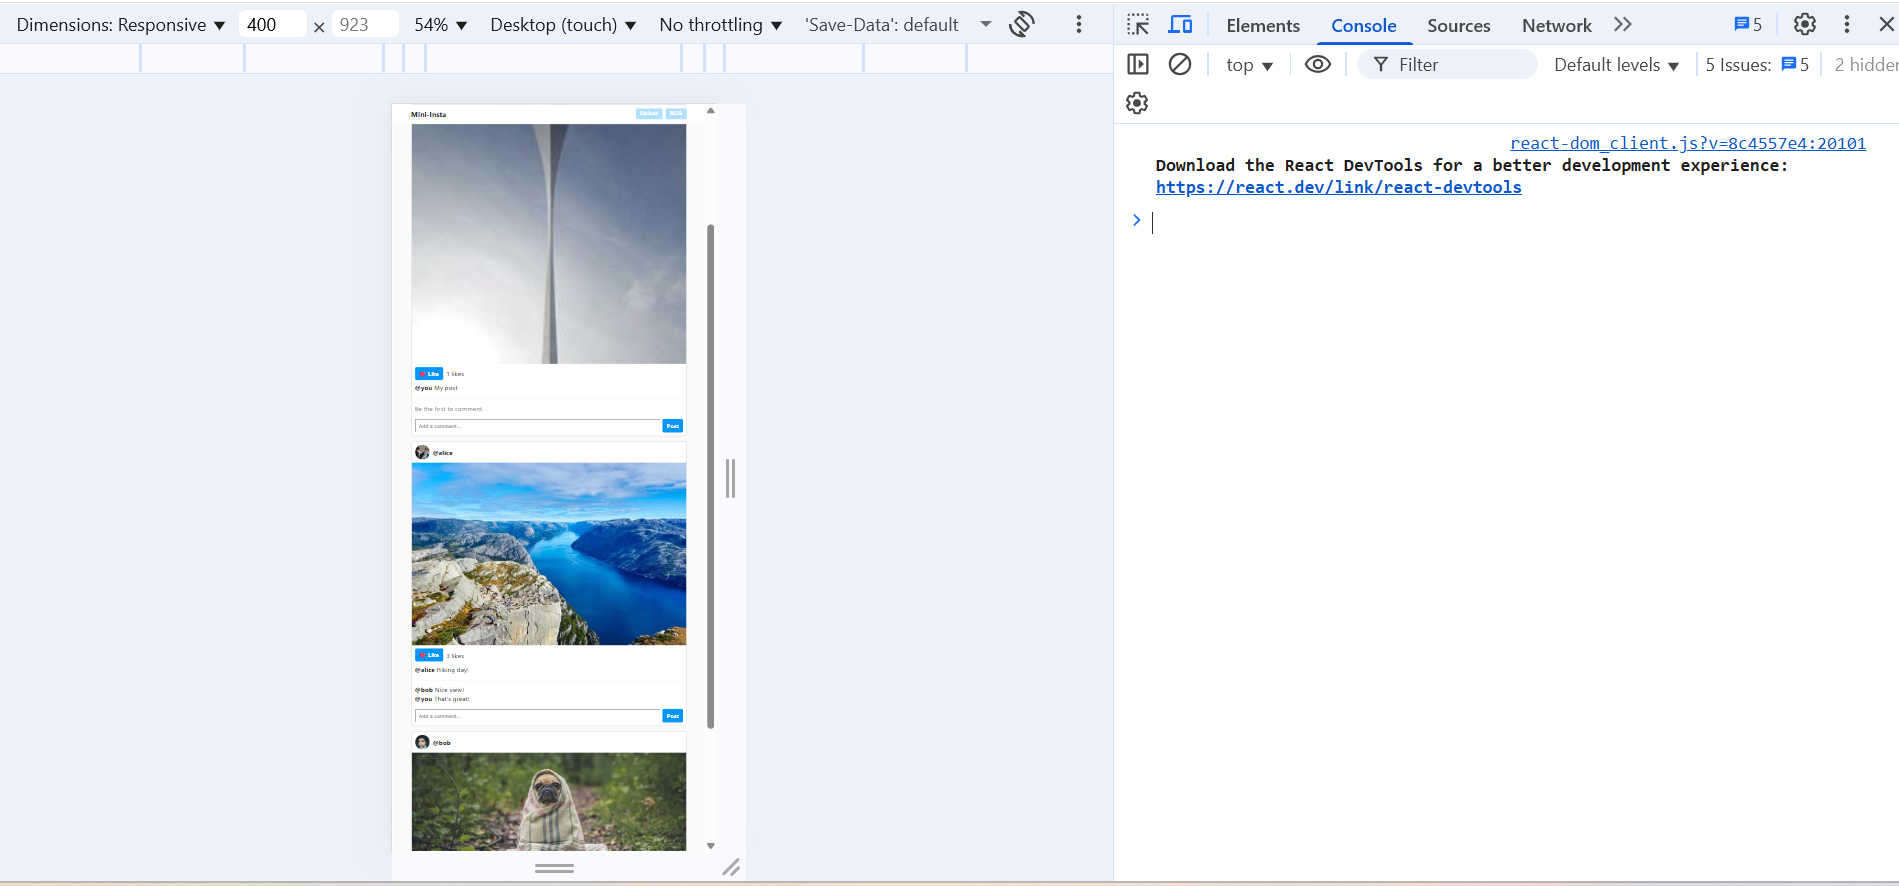 Dimensions: Responsive ▼ 400 × 923 54% ▼ Desktop (touch) ▼ No throttling ▼ 'Save-Data': default
Elements Console Sources Network 5
top ▼ Filter Default levels ▼ 5 Issues: 5 2 hidden
react-dom_client.js?v=8c4557e4:20101
Download the React DevTools for a better development experience:
https://react.dev/link/react-devtools
Mini-Insta Upload
Like 1 likes
@you My post
Be the first to comment.
Add a comment... Post
@alice
Like 3 likes
@alice Hiking day!
@bob Nice view!
@you That's great!
Add a comment... Post
@bob